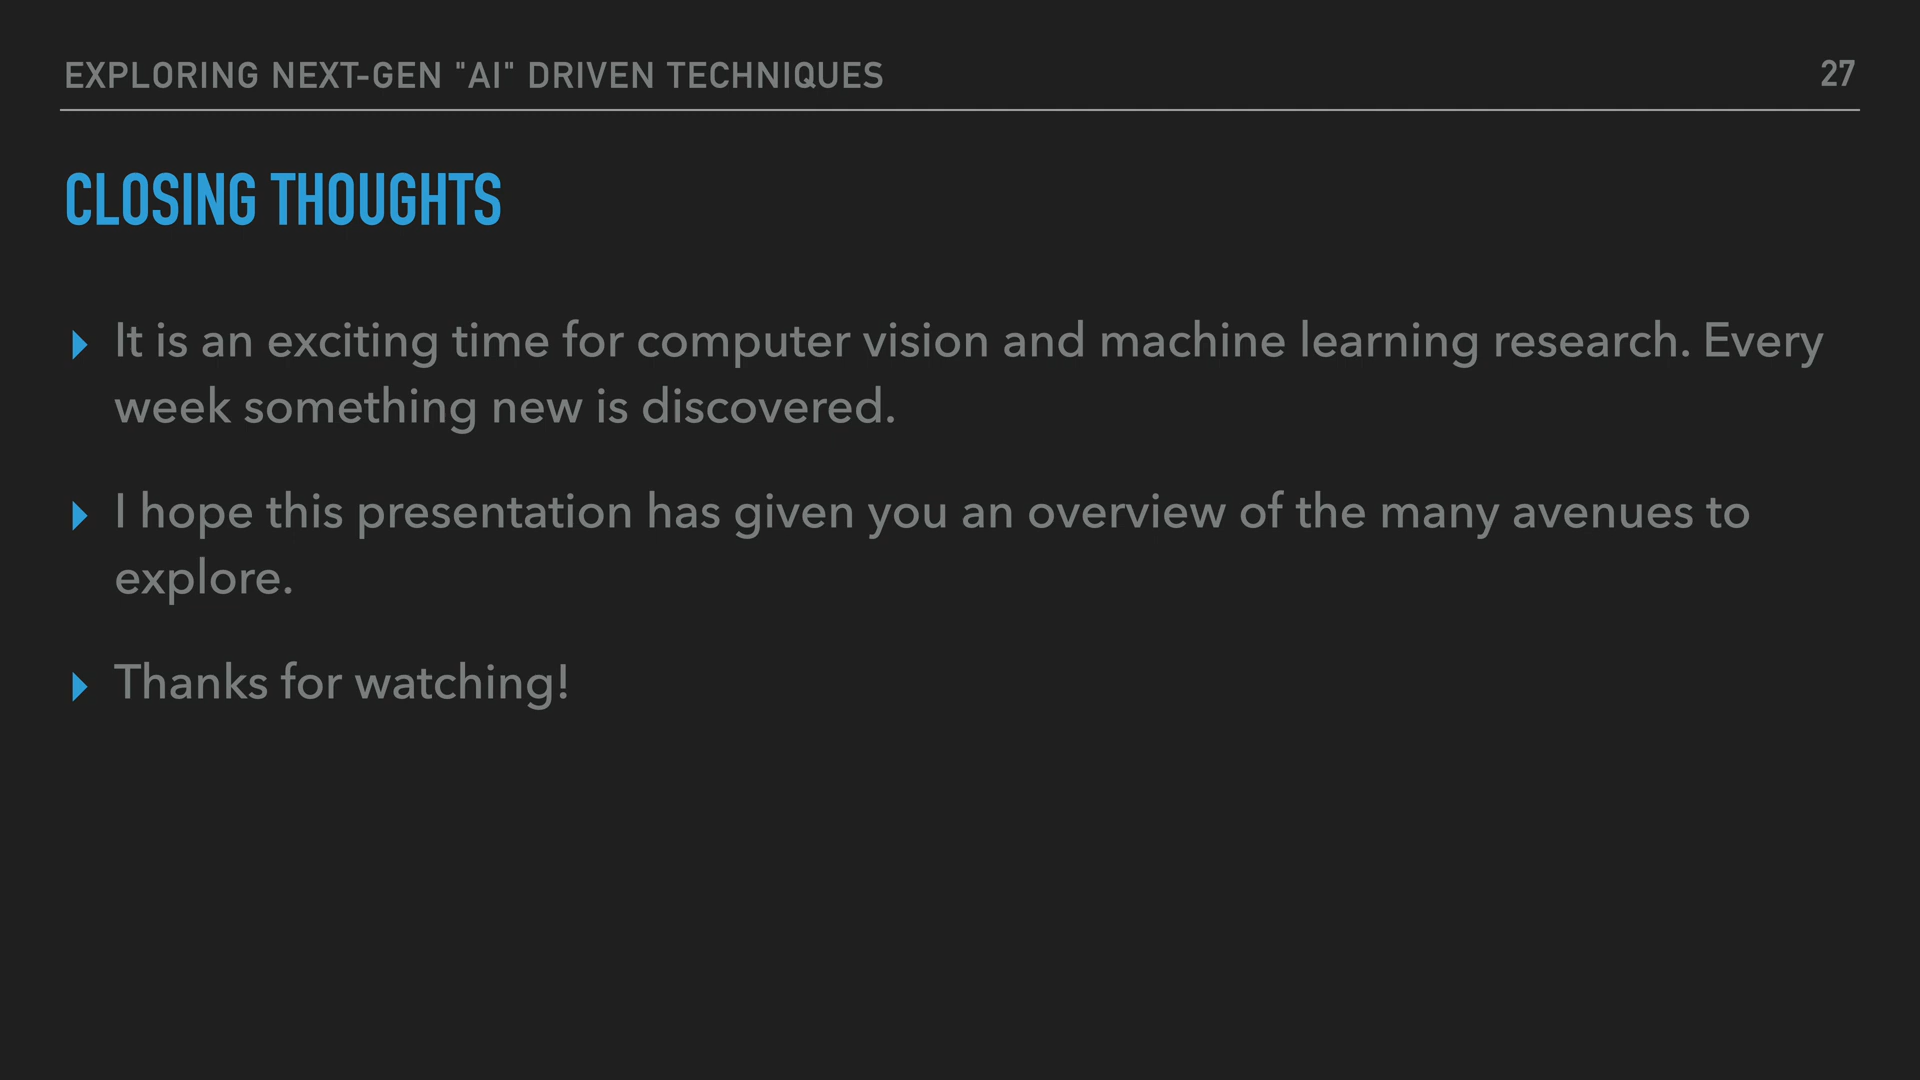 EXPLORING NEXT-GEN "AI" DRIVEN TECHNIQUES
27
CLOSING THOUGHTS
It is an exciting time for computer vision and machine learning research. Every
week something new is discovered.
I hope this presentation has given you an overview of the many avenues to
explore.
Thanks for watching!